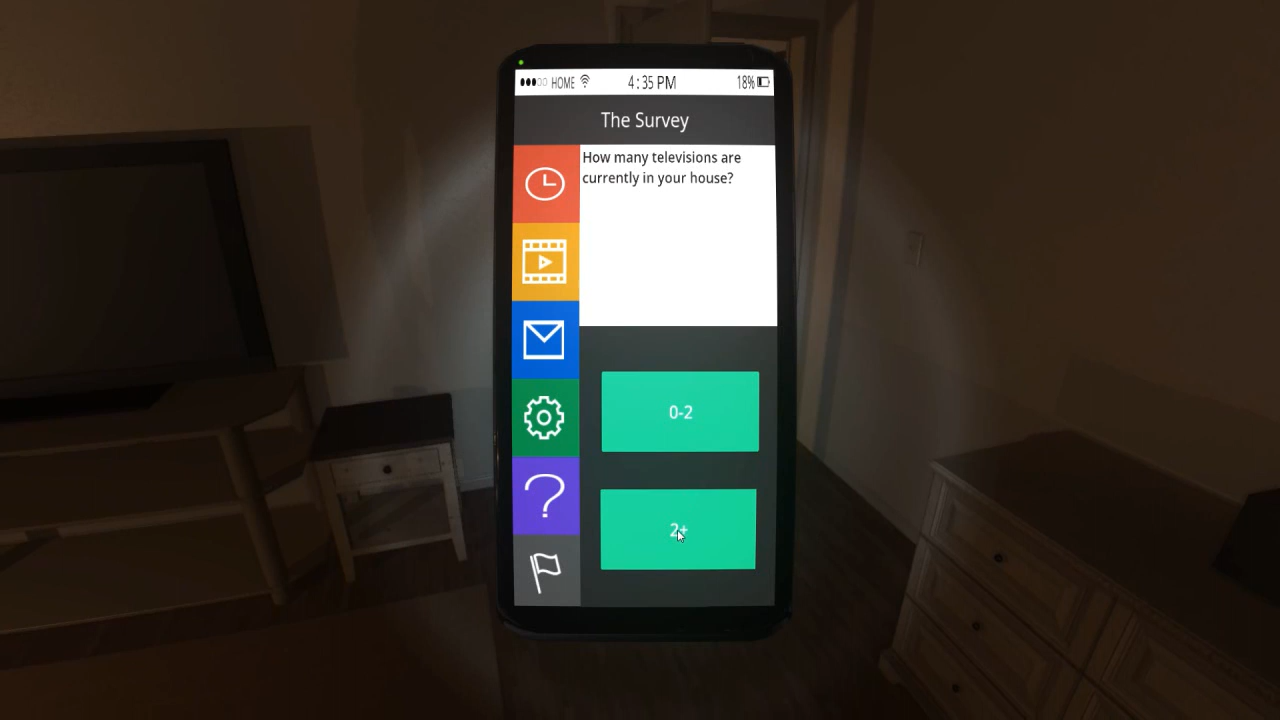 HOME 4:35 PM 18%
The Survey
How many televisions are
currently in your house?
0-2
2+